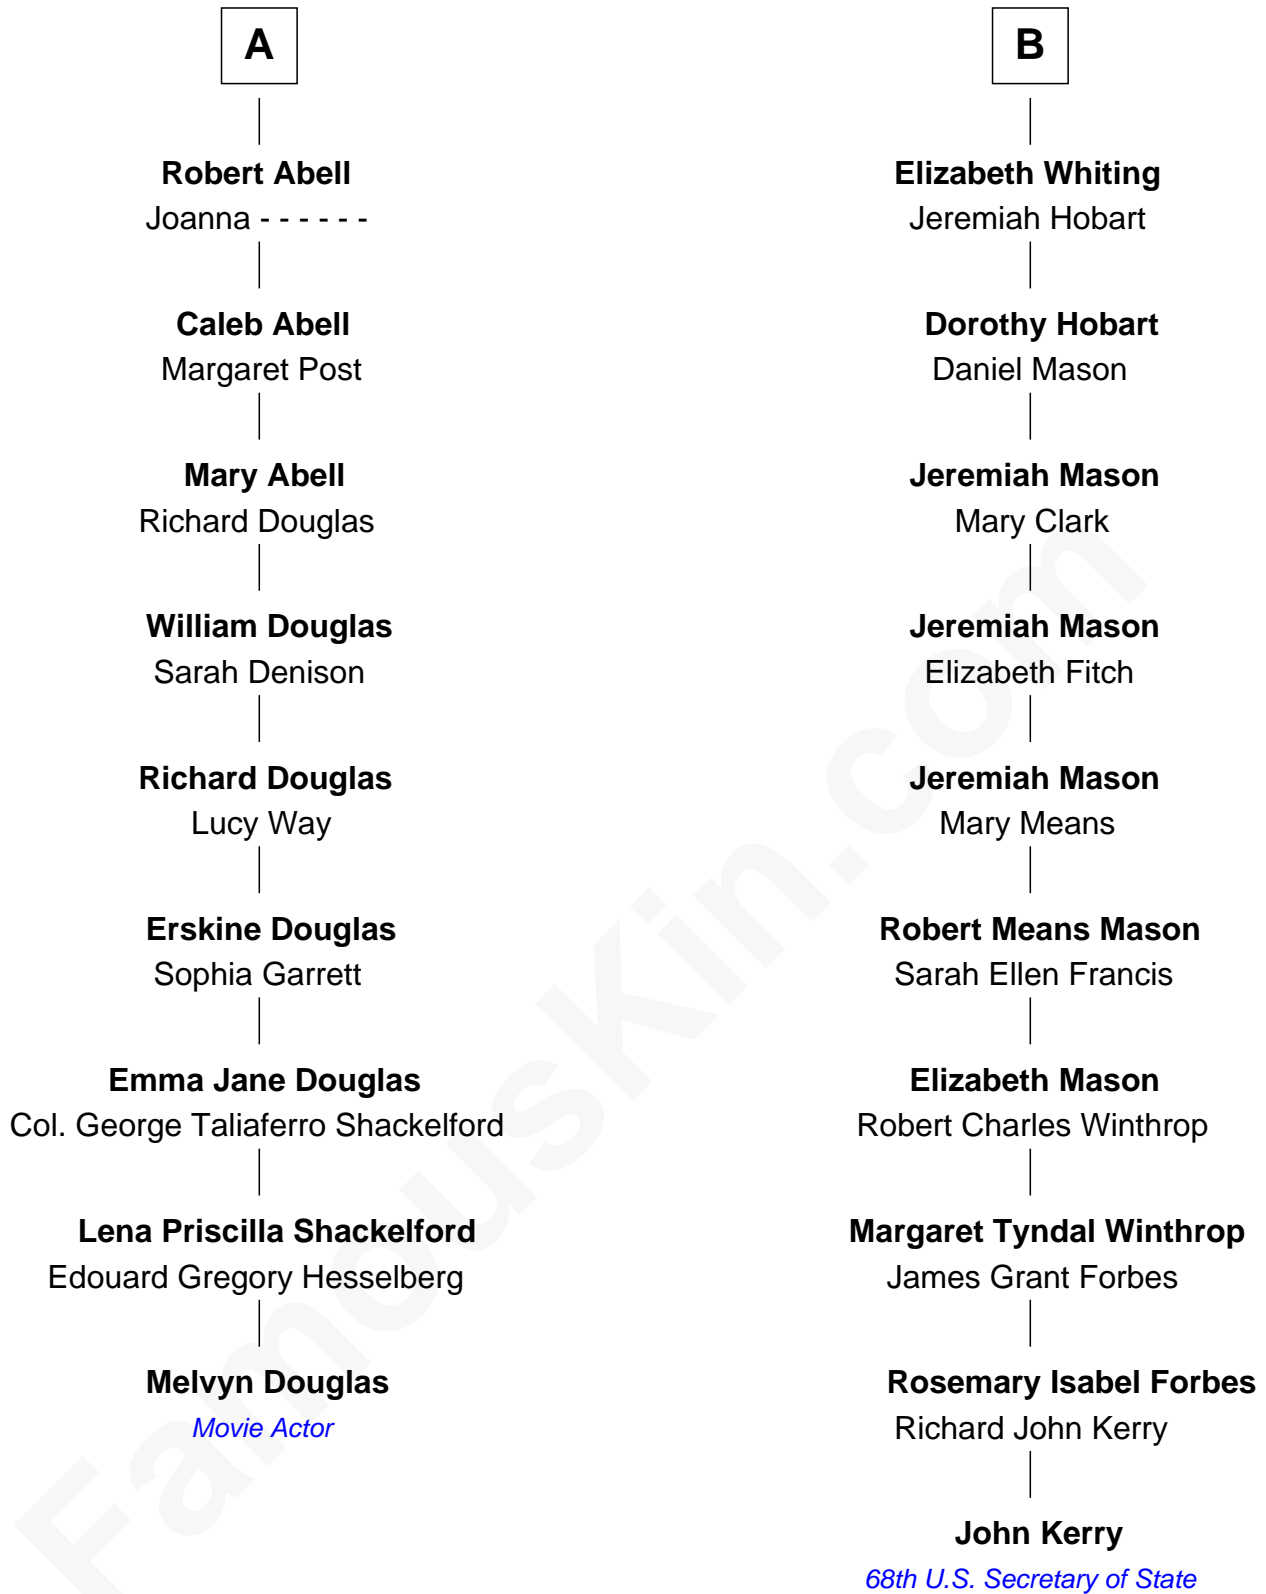 A
Robert Abell
Joanna - - - - - -
Caleb Abell
Margaret Post
Mary Abell
Richard Douglas
William Douglas
Sarah Denison
Richard Douglas
Lucy Way
Erskine Douglas
Sophia Garrett
Emma Jane Douglas
Col. George Taliaferro Shackelford
Lena Priscilla Shackelford
Edouard Gregory Hesselberg
Melvyn Douglas
Movie Actor
B
Elizabeth Whiting
Jeremiah Hobart
Dorothy Hobart
Daniel Mason
Jeremiah Mason
Mary Clark
Jeremiah Mason
Elizabeth Fitch
Jeremiah Mason
Mary Means
Robert Means Mason
Sarah Ellen Francis
Elizabeth Mason
Robert Charles Winthrop
Margaret Tyndal Winthrop
James Grant Forbes
Rosemary Isabel Forbes
Richard John Kerry
John Kerry
68th U.S. Secretary of State
FamousKin.com